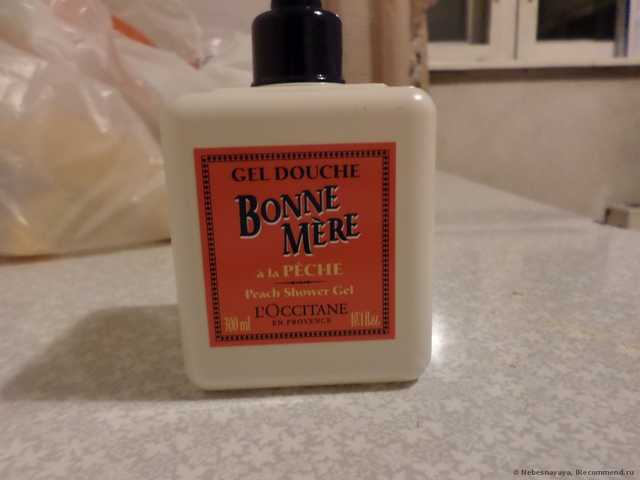 GEL DOUCHE
BONNE
MÈRE
à la PÊCHE
Peach Shower Gel
L'OCCITANE
EN PROVENCE
300 ml 10.1 fl.oz.
© Nebesnayaya, IRecommend.ru